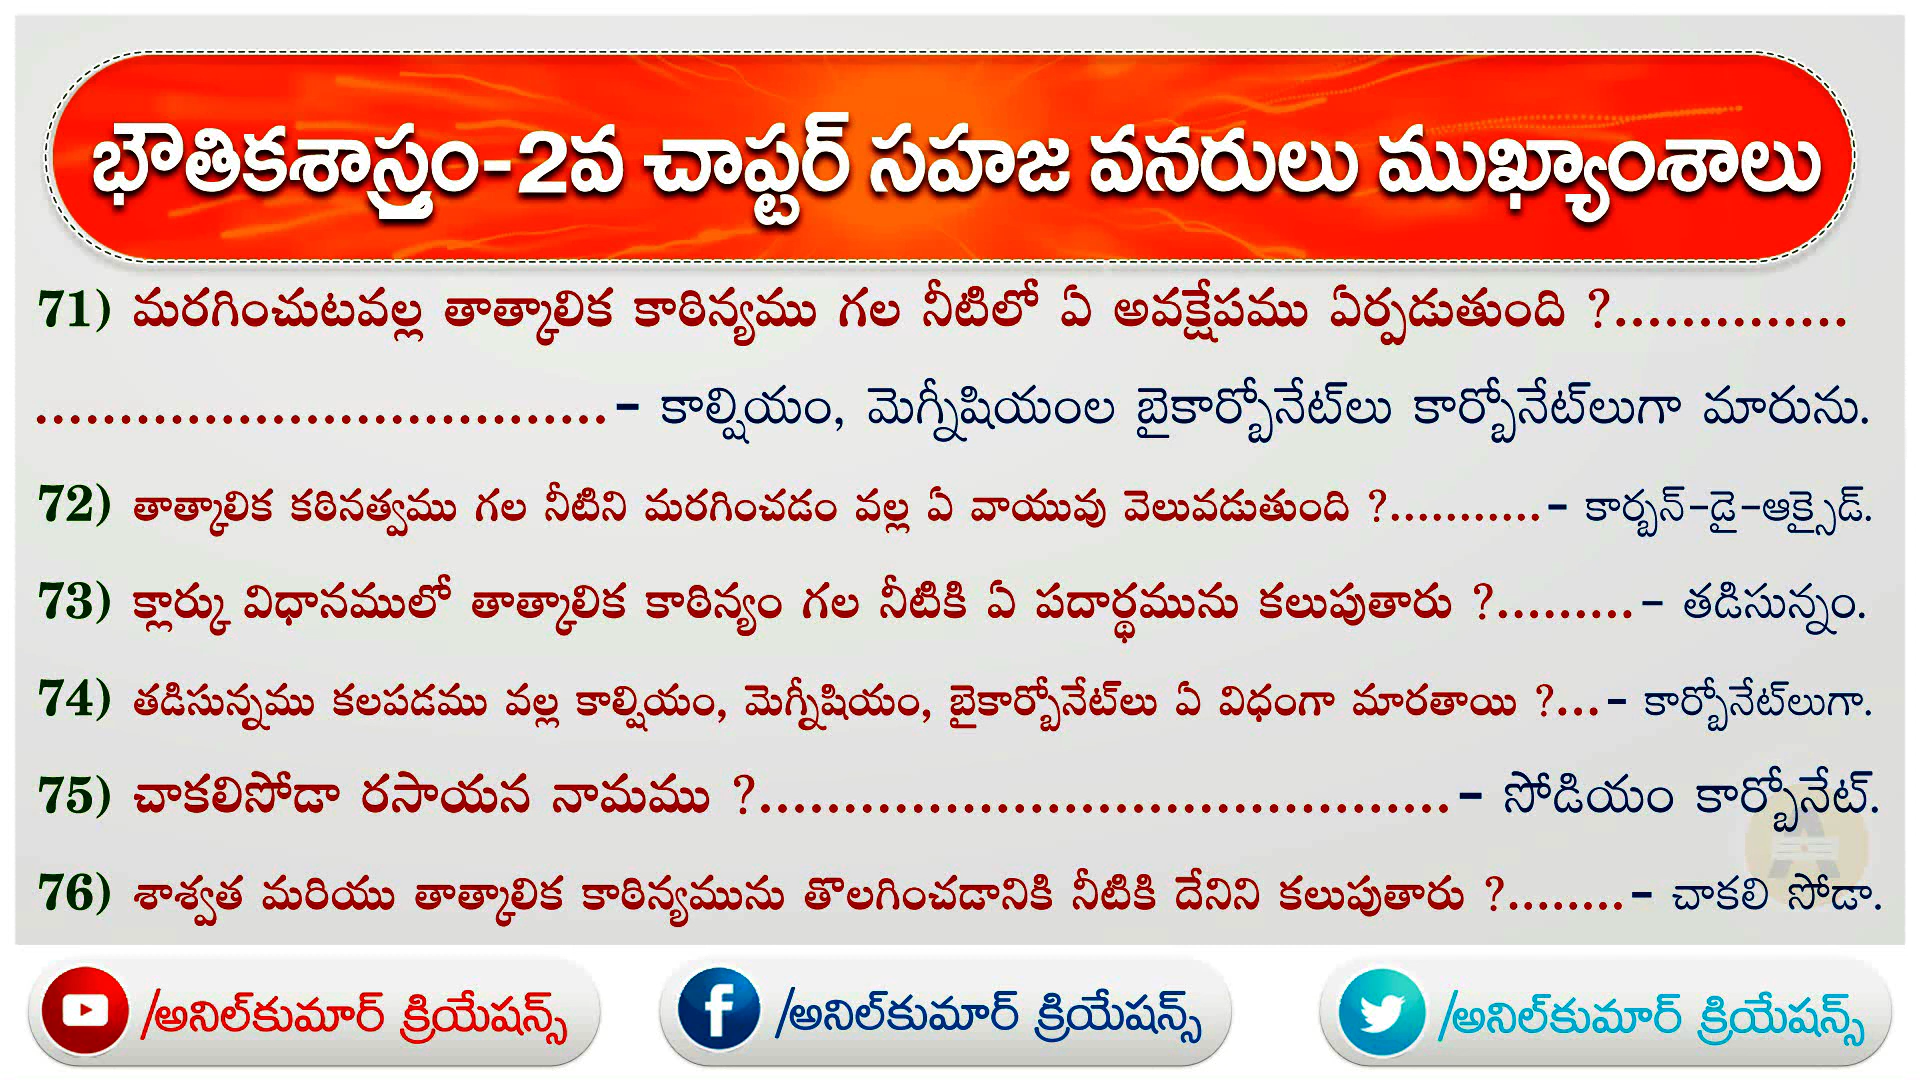 భౌతికశాస్త్రం-2వ చాప్టర్ సహజ వనరులు ముఖ్యాంశాలు
71) మరగించుటవల్ల తాత్కాలిక కాఠిన్యము గల నీటిలో ఏ అవక్షేపము ఏర్పడుతుంది ?..............
..................................- కాల్షియం, మెగ్నీషియంల బైకార్బోనేట్‌లు కార్బోనేట్‌లుగా మారును.
72) తాత్కాలిక కఠినత్వము గల నీటిని మరగించడం వల్ల ఏ వాయువు వెలువడుతుంది ?...........- కార్బన్-డై-ఆక్సైడ్.
73) క్లార్కు విధానములో తాత్కాలిక కాఠిన్యం గల నీటికి ఏ పదార్థమును కలుపుతారు ?.........- తడిసున్నం.
74) తడిసున్నము కలపడము వల్ల కాల్షియం, మెగ్నీషియం, బైకార్బోనేట్‌లు ఏ విధంగా మారతాయి ?...- కార్బోనేట్‌లుగా.
75) చాకలిసోడా రసాయన నామము ?.........................................- సోడియం కార్బోనేట్.
76) శాశ్వత మరియు తాత్కాలిక కాఠిన్యమును తొలగించడానికి నీటికి దేనిని కలుపుతారు ?........- చాకలి సోడా.
/అనిల్‌కుమార్ క్రియేషన్స్ /అనిల్‌కుమార్ క్రియేషన్స్ /అనిల్‌కుమార్ క్రియేషన్స్